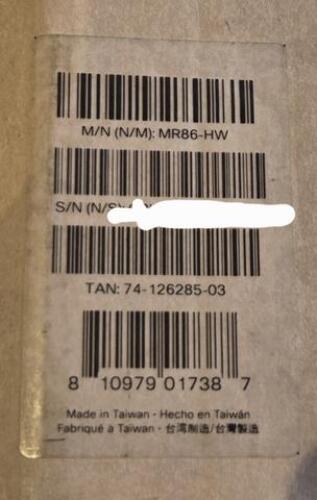 M/N (N/M): MR86-HW
S/N (N/S)
TAN: 74-126285-03
8 10979 01738 7
Made in Taiwan - Hecho en Taiwán
Fabriqué à Taiwan - 台湾制造/台灣製造